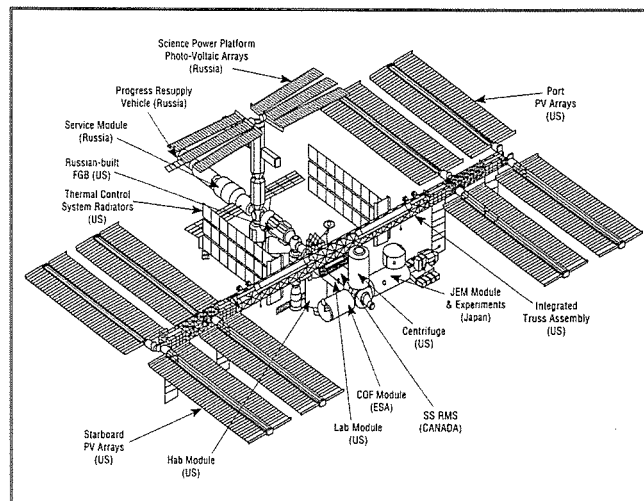 Science Power Platform
Photo-Voltaic Arrays
(Russia)
Progress Resupply
Vehicle (Russia)
Service Module
(Russia)
Russian-built
FGB (US)
Thermal Control
System Radiators
(US)
Port
PV Arrays
(US)
Integrated
Truss Assembly
(US)
JEM Module
& Experiments
(Japan)
Centrifuga
(US)
SS RMS
(CANADA)
COF Module
(ESA)
Lab Module
(US)
Hab Module
(US)
Starboard
PV Arrays
(US)